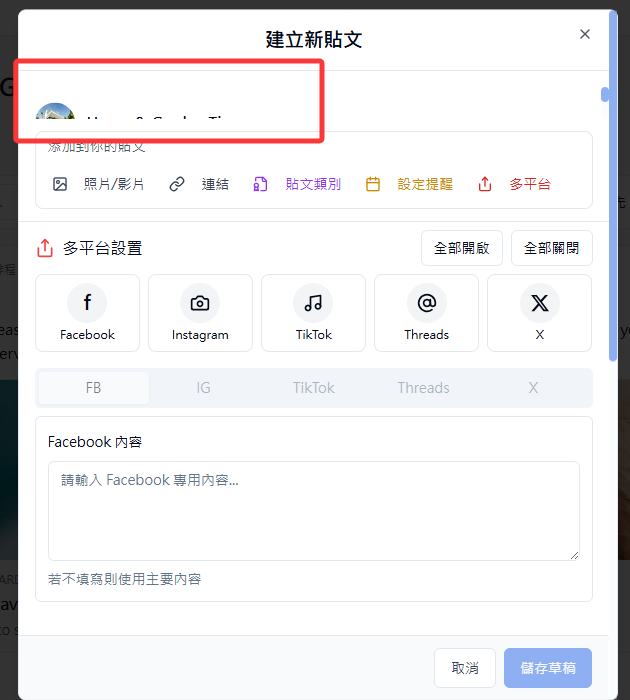 建立新貼文
添加到你的貼文
照片/影片 連結 貼文類別 設定提醒 多平台
多平台設置 全部開啟 全部關閉
Facebook Instagram TikTok Threads X
FB IG TikTok Threads X
Facebook 內容
請輸入 Facebook 專用內容...
若不填寫則使用主要內容
取消 儲存草稿